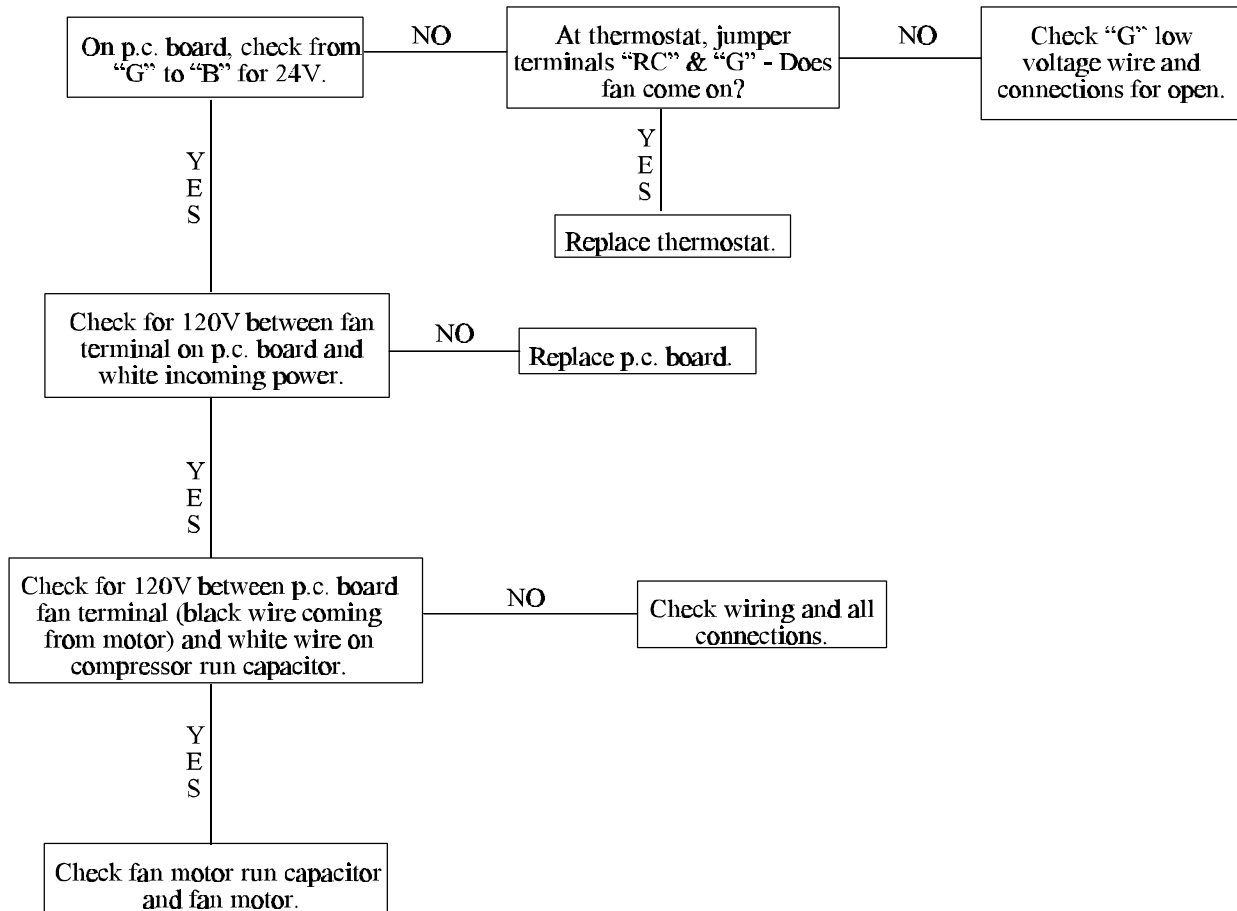 On p.c. board, check from
“G” to “B” for 24V.
NO
At thermostat, jumper
terminals “RC” & “G” - Does
fan come on?
NO
Check “G” low
voltage wire and
connections for open.
YES
YES
Replace thermostat.
Check for 120V between fan
terminal on p.c. board and
white incoming power.
NO
Replace p.c. board.
YES
Check for 120V between p.c. board
fan terminal (black wire coming
from motor) and white wire on
compressor run capacitor.
NO
Check wiring and all
connections.
YES
Check fan motor run capacitor
and fan motor.